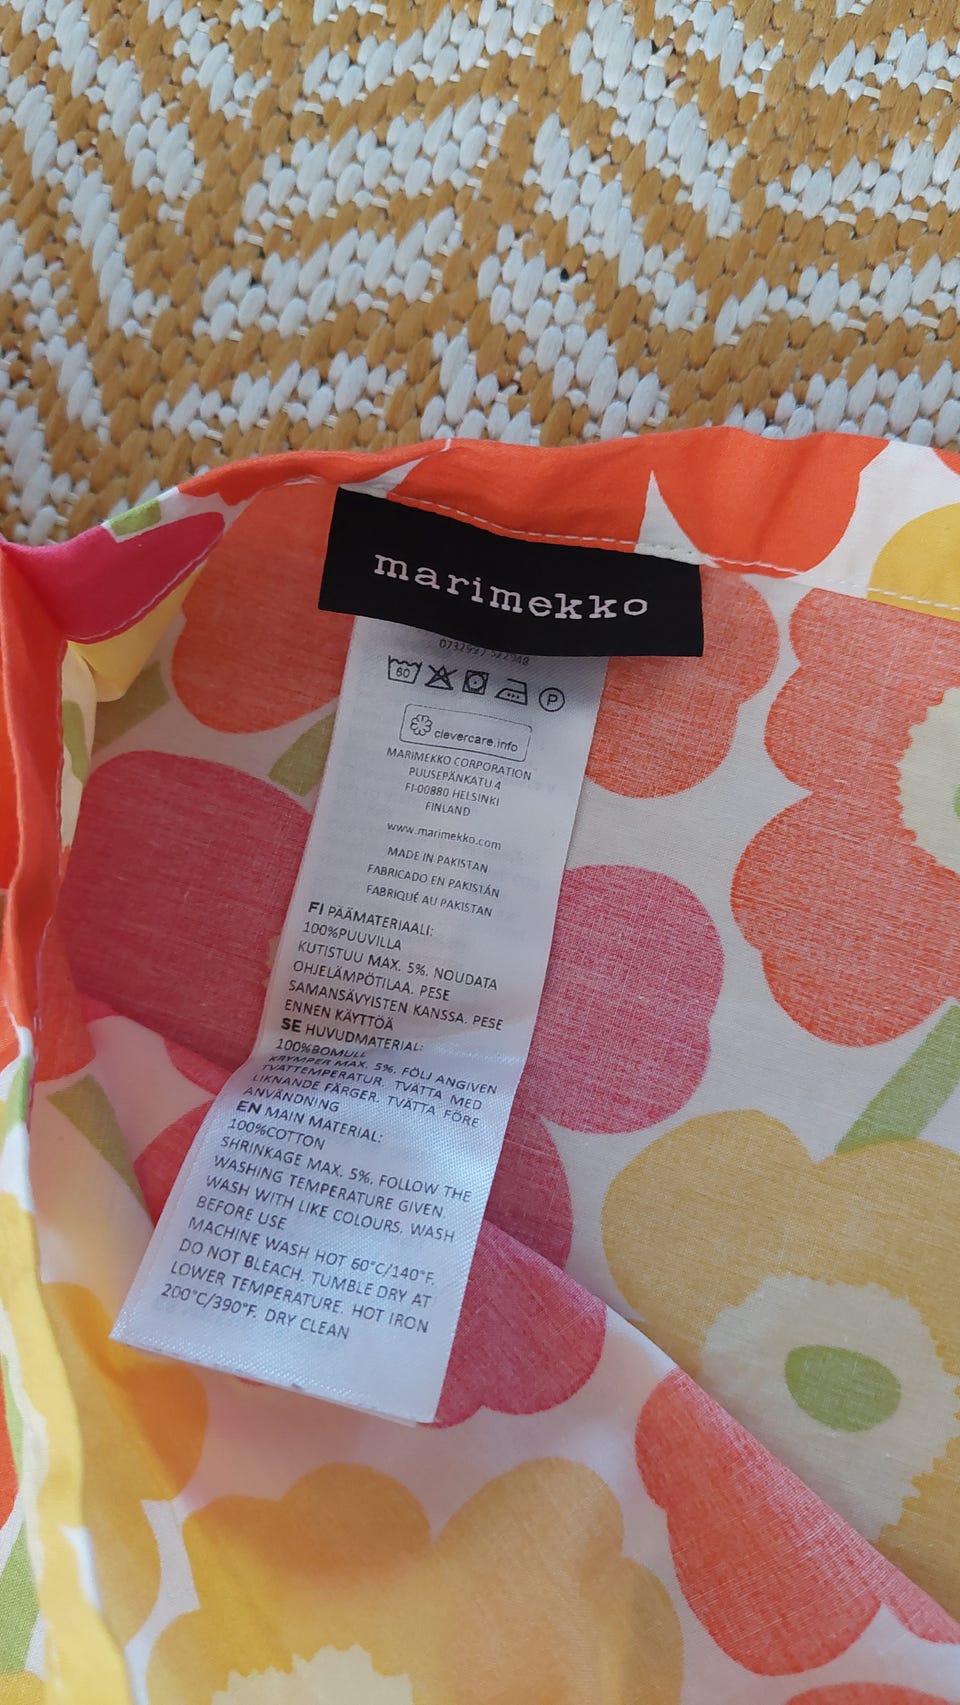 marimekko
60
P
clevercare.info
MARIMEKKO CORPORATION
PUUSEPÄNKATU 4
FI-00880 HELSINKI
FINLAND
www.marimekko.com
MADE IN PAKISTAN
FABRICADO EN PAKISTÁN
FABRIQUÉ AU PAKISTAN
FI PÄÄMATERIAALI:
100%PUUVILLA
KUTISTUU MAX. 5%. NOUDATA
OHJELÄMPÖTILAA. PESE
SAMANSÄVYISTEN KANSSA. PESE
ENNEN KÄYTTÖÄ
SE HUVUDMATERIAL:
100%BOMULL
KRYMPER MAX. 5%. FÖLJ ANGIVEN
TVÄTTEMPERATUR. TVÄTTA MED
LIKNANDE FÄRGER. TVÄTTA FÖRE
ANVÄNDNING
EN MAIN MATERIAL:
100%COTTON
SHRINKAGE MAX. 5%. FOLLOW THE
WASHING TEMPERATURE GIVEN.
WASH WITH LIKE COLOURS. WASH
BEFORE USE
MACHINE WASH HOT 60°C/140°F.
DO NOT BLEACH. TUMBLE DRY AT
LOWER TEMPERATURE. HOT IRON
200°C/390°F. DRY CLEAN